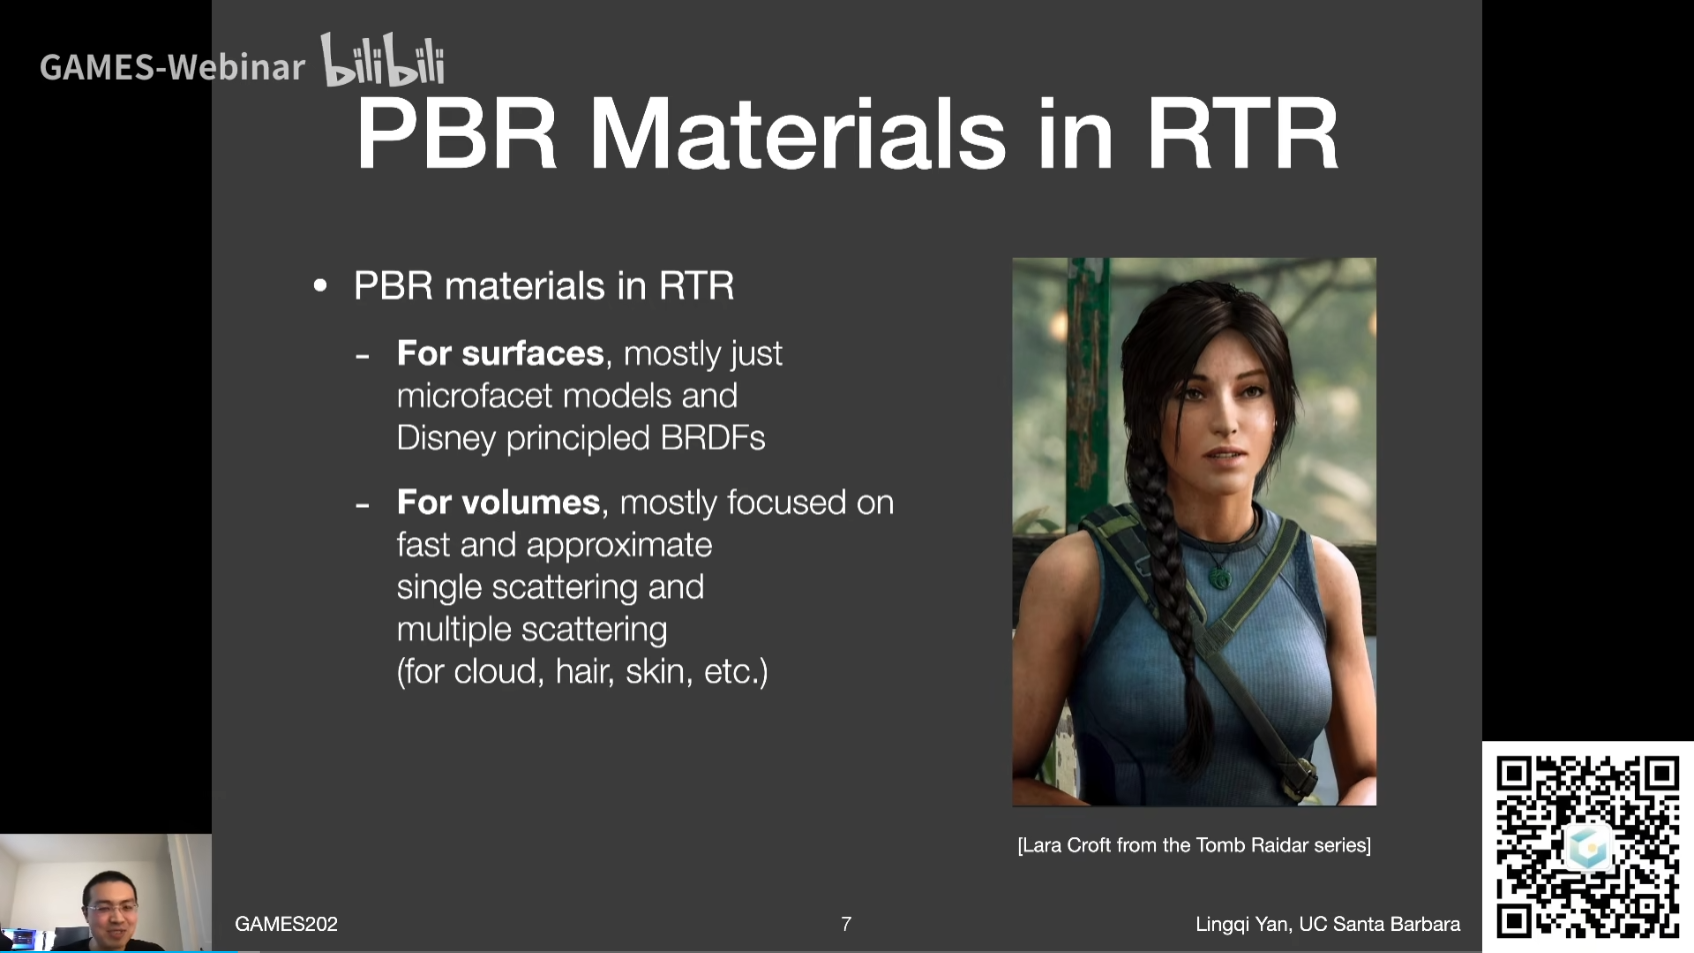 GAMES-Webinar bilibili
PBR Materials in RTR
• PBR materials in RTR
- For surfaces, mostly just
microfacet models and
Disney principled BRDFs
- For volumes, mostly focused on
fast and approximate
single scattering and
multiple scattering
(for cloud, hair, skin, etc.)
[Lara Croft from the Tomb Raidar series]
GAMES202
7
Lingqi Yan, UC Santa Barbara